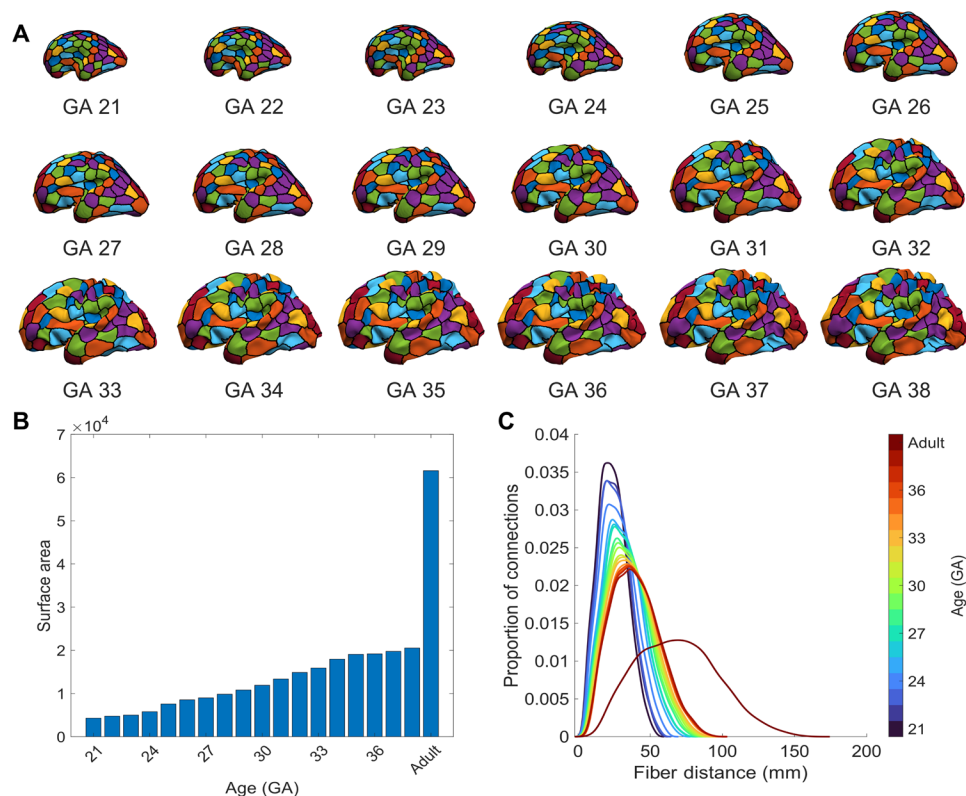 A
GA 21 GA 22 GA 23 GA 24 GA 25 GA 26
GA 27 GA 28 GA 29 GA 30 GA 31 GA 32
GA 33 GA 34 GA 35 GA 36 GA 37 GA 38
B
×10⁴
7
6
5
4
3
2
1
0
Surface area
21 24 27 30 33 36 Adult
Age (GA)
C
0.04
0.035
0.03
0.025
0.02
0.015
0.01
0.005
0
Proportion of connections
0 50 100 150 200
Fiber distance (mm)
Adult
36
33
30
27
24
21
Age (GA)